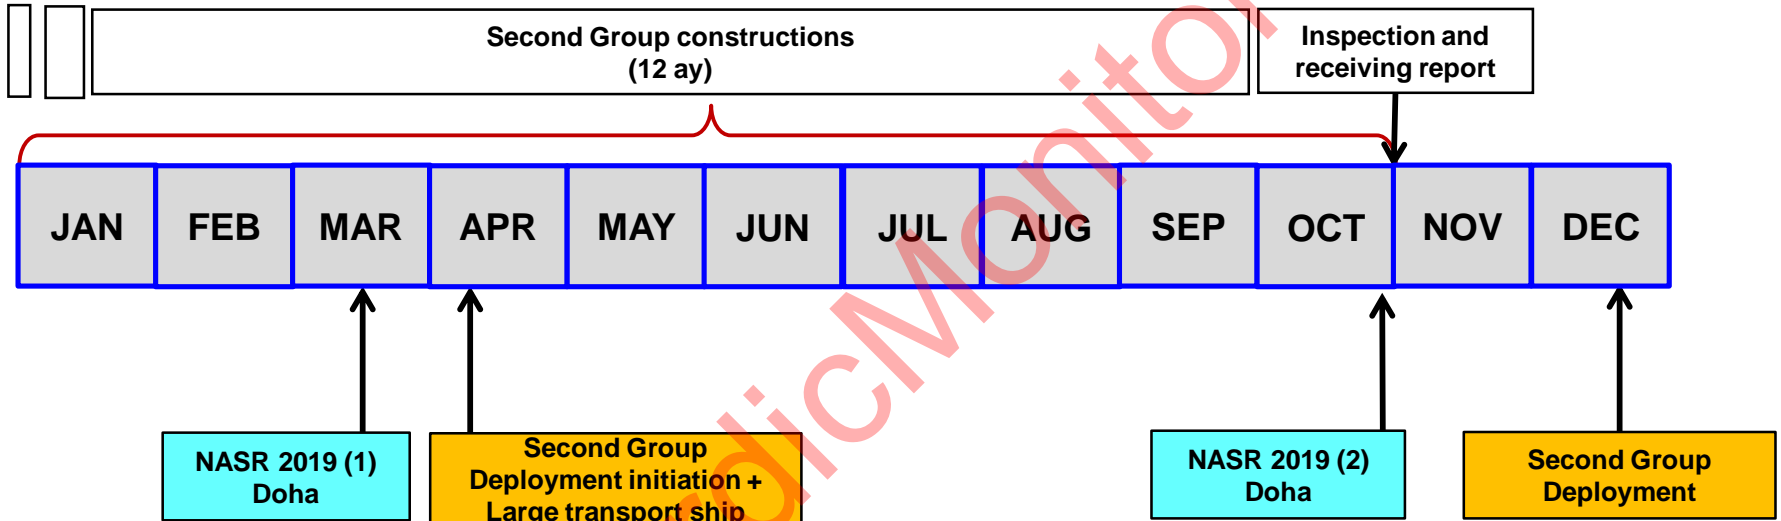 Second Group constructions
(12 ay)
Inspection and
receiving report
JAN FEB MAR APR MAY JUN JUL AUG SEP OCT NOV DEC
NASR 2019 (1)
Doha
Second Group
Deployment initiation +
Large transport ship
NASR 2019 (2)
Doha
Second Group
Deployment
rdicMonitor